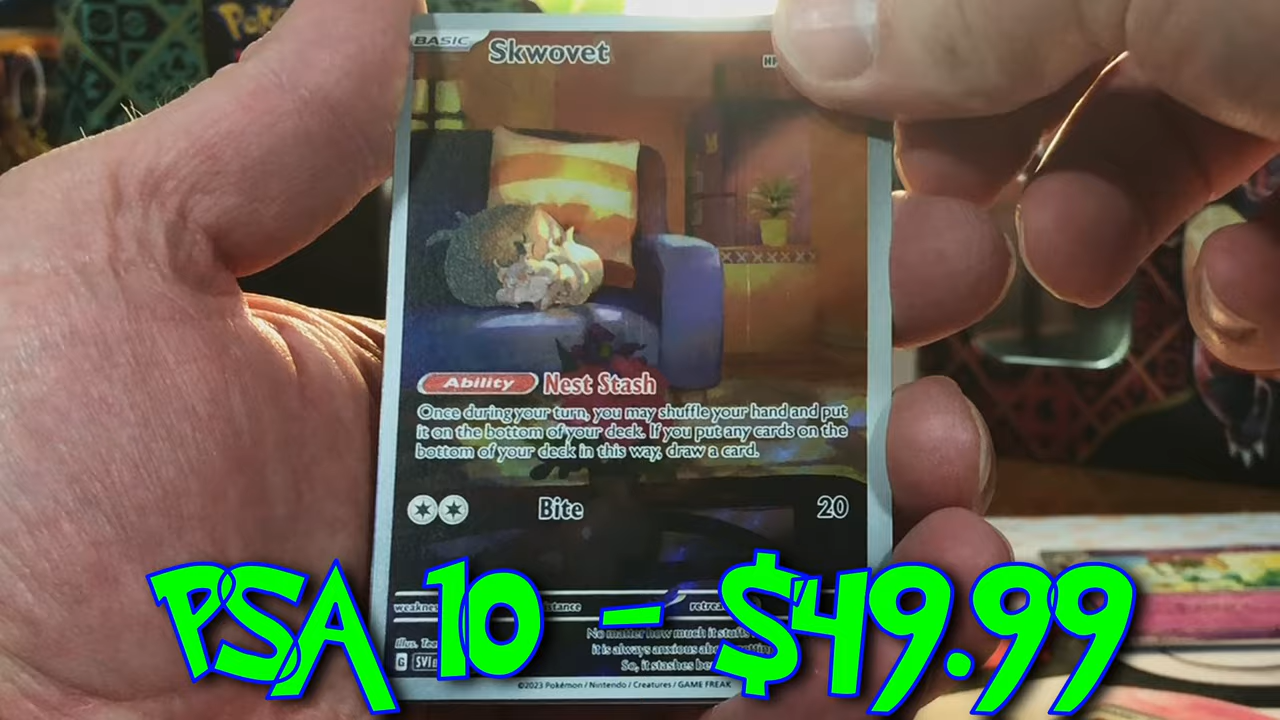 BASIC Skwovet
Ability Nest Stash
Once during your turn, you may shuffle your hand and put
it on the bottom of your deck. If you put any cards on the
bottom of your deck in this way, draw a card.
Bite 20
PSA 10 - $49.99
No matter how much it stuffs
it is always anxious
So, it stashes
G SVI
©2023 Pokémon / Nintendo / Creatures / GAME FREAK